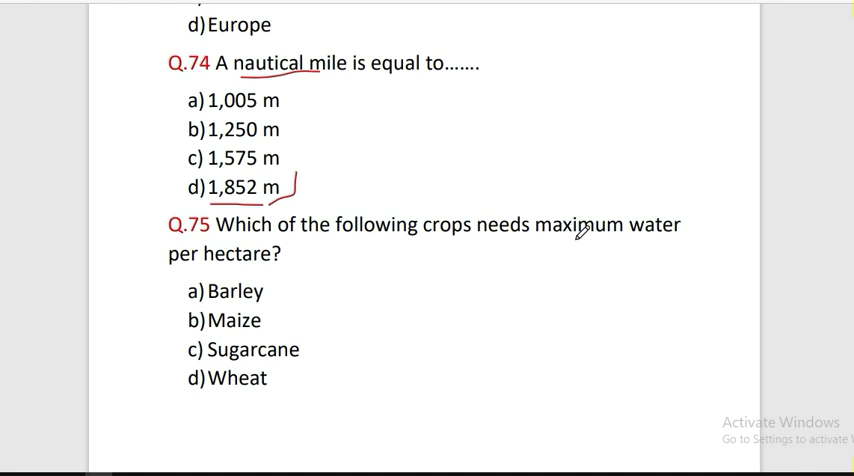 d) Europe
Q.74 A nautical mile is equal to.......
a) 1,005 m
b) 1,250 m
c) 1,575 m
d) 1,852 m
Q.75 Which of the following crops needs maximum water
per hectare?
a) Barley
b) Maize
c) Sugarcane
d) Wheat
Activate Windows
Go to Settings to activate W